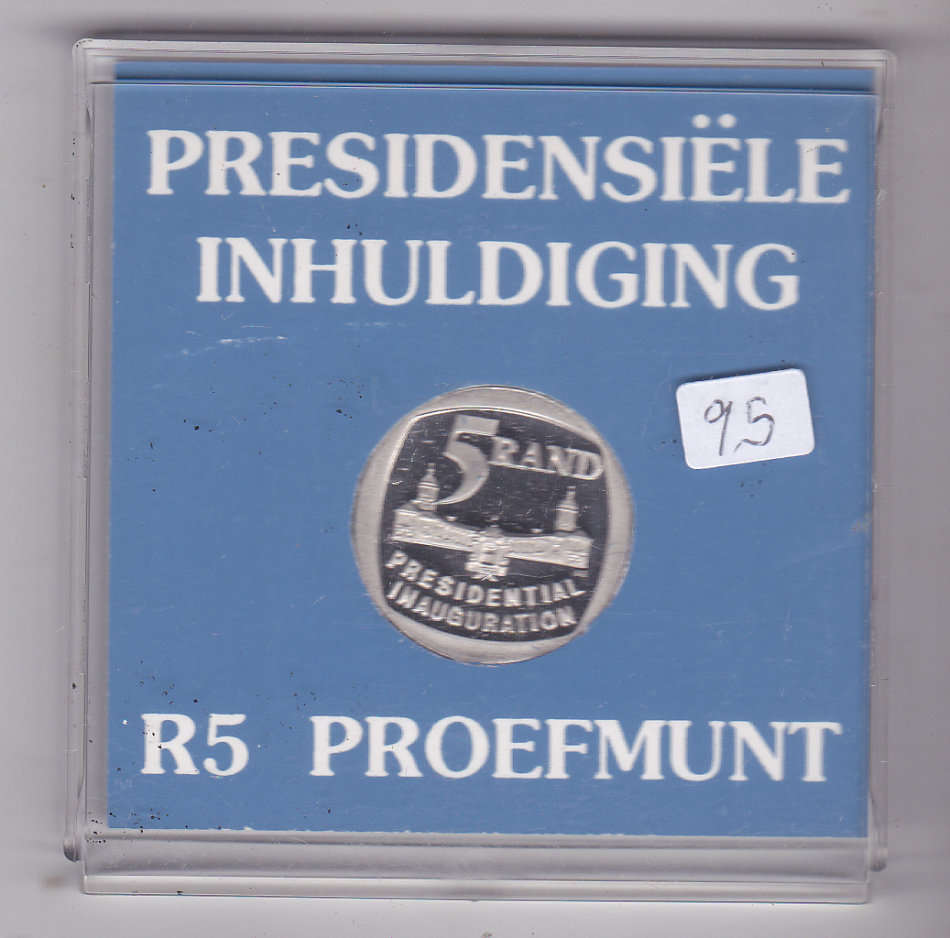 PRESIDENSIËLE
INHULDIGING
95
5 RAND
PRESIDENTIAL
INAUGURATION
R5 PROEFMUNT